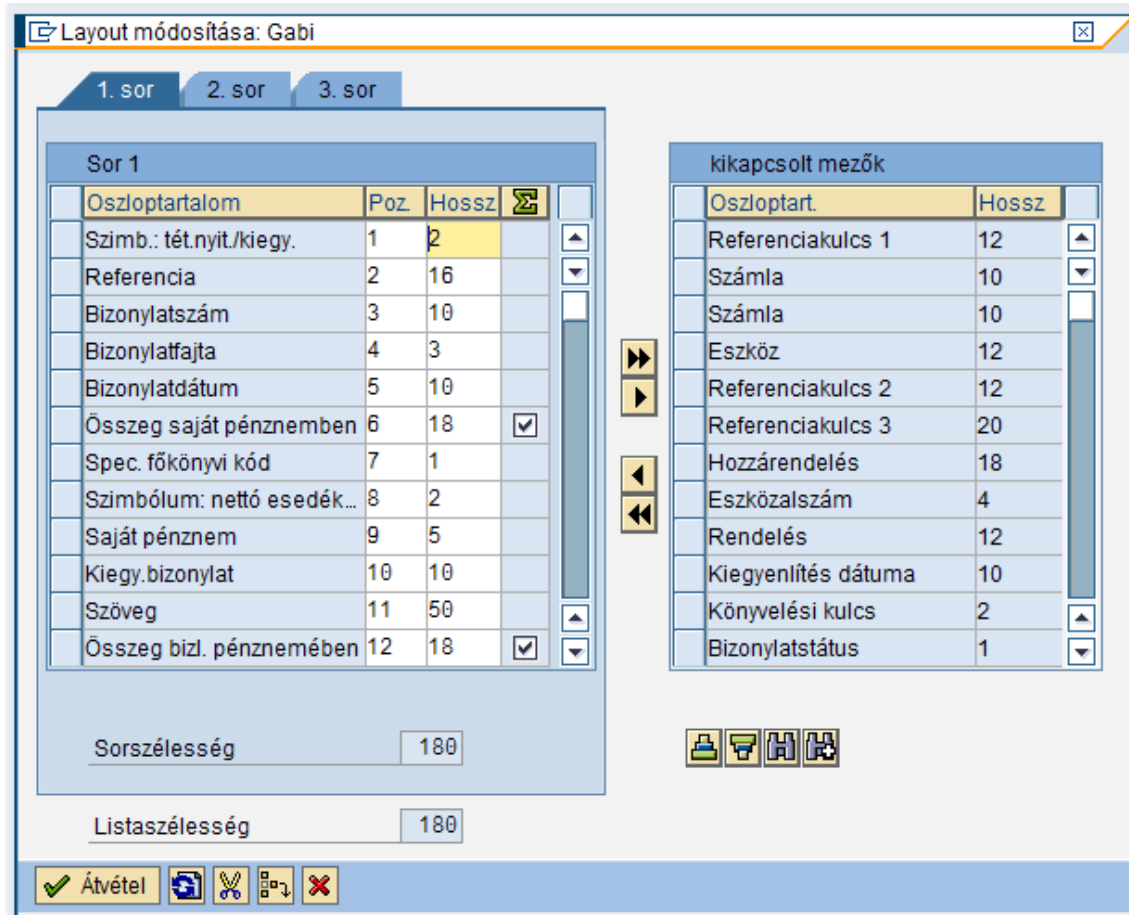 Layout módosítása: Gabi
1. sor 2. sor 3. sor
Sor 1
Oszloptartalom Poz. Hossz
Szimb.: tét.nyit./kiegy. 1 2
Referencia 2 16
Bizonylatszám 3 10
Bizonylatfajta 4 3
Bizonylatdátum 5 10
Összeg saját pénznemben 6 18
Spec. főkönyvi kód 7 1
Szimbólum: nettó esedék... 8 2
Saját pénznem 9 5
Kiegy.bizonylat 10 10
Szöveg 11 50
Összeg bizl. pénznemében 12 18
Sorszélesség 180
Listaszélesség 180
kikapcsolt mezők
Oszloptart. Hossz
Referenciakulcs 1 12
Számla 10
Számla 10
Eszköz 12
Referenciakulcs 2 12
Referenciakulcs 3 20
Hozzárendelés 18
Eszközalszám 4
Rendelés 12
Kiegyenlítés dátuma 10
Könyvelési kulcs 2
Bizonylatstátus 1
Átvétel